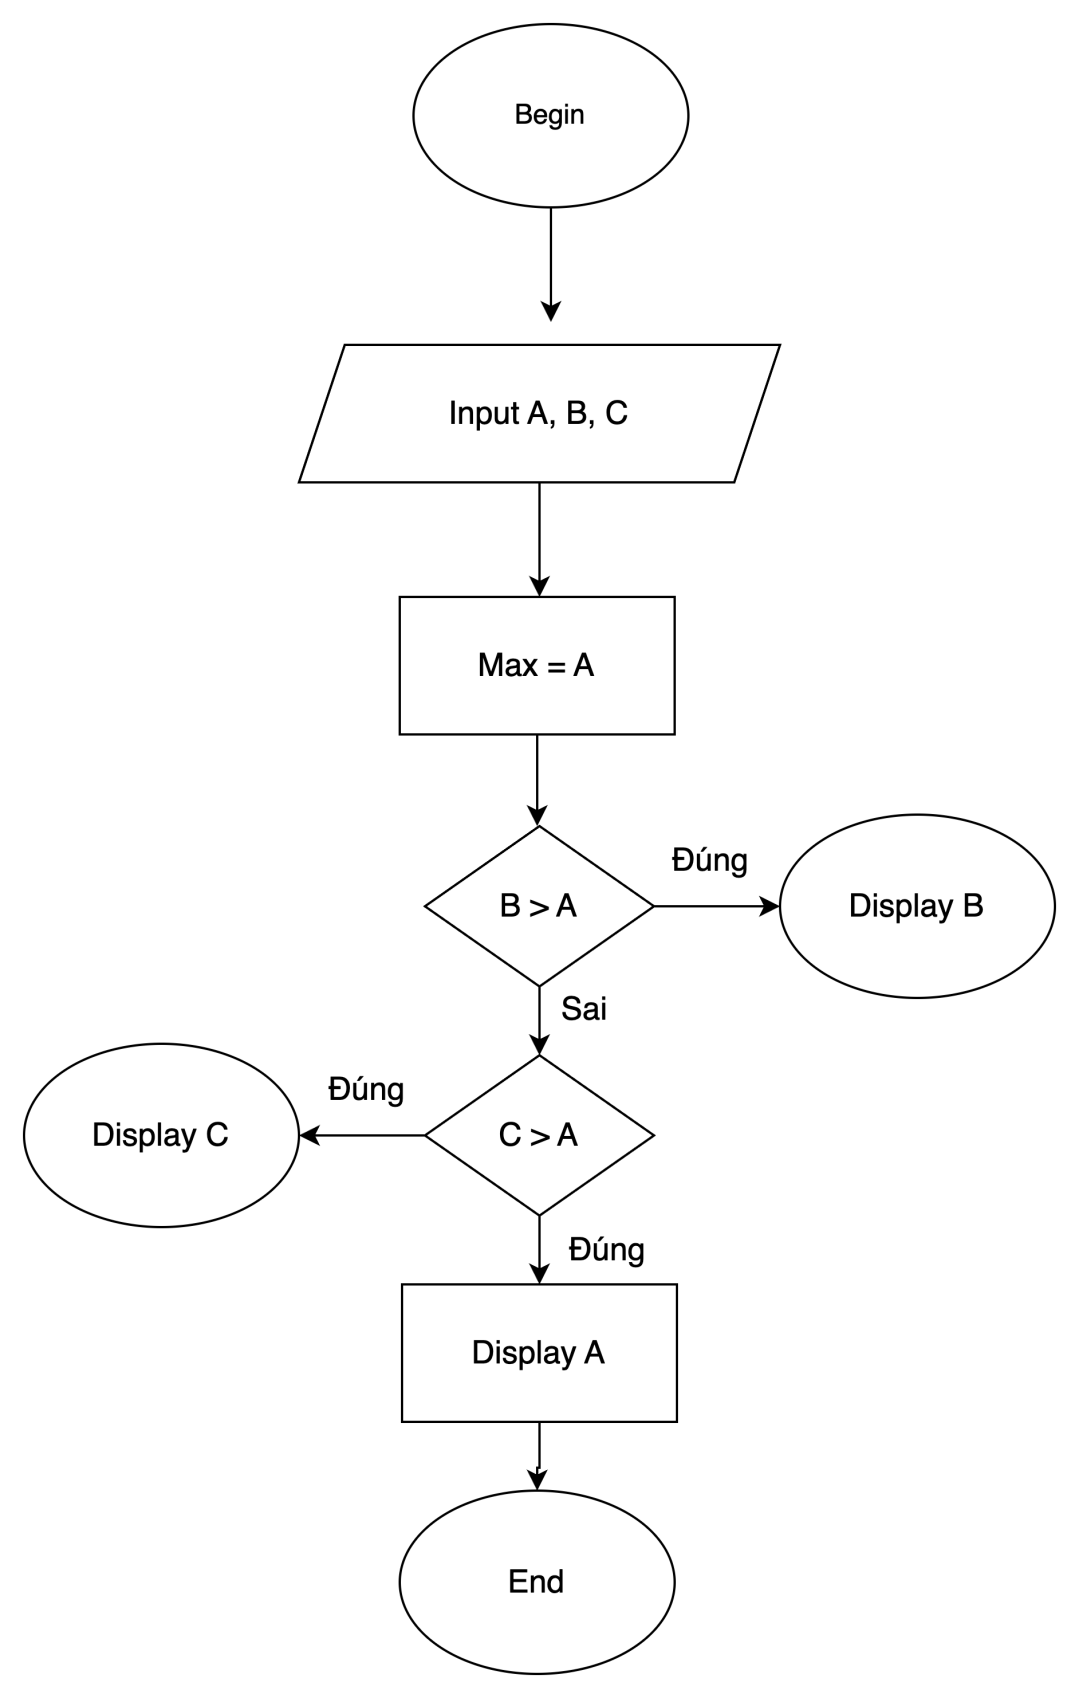 Begin
Input A, B, C
Max = A
B > A
Đúng
Display B
Sai
Display C
Đúng
C > A
Đúng
Display A
End